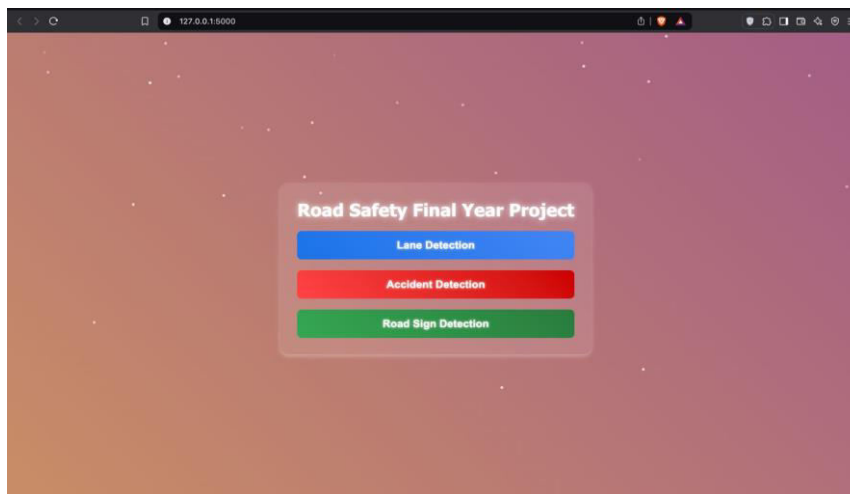 127.0.0.1:5000
Road Safety Final Year Project
Lane Detection
Accident Detection
Road Sign Detection